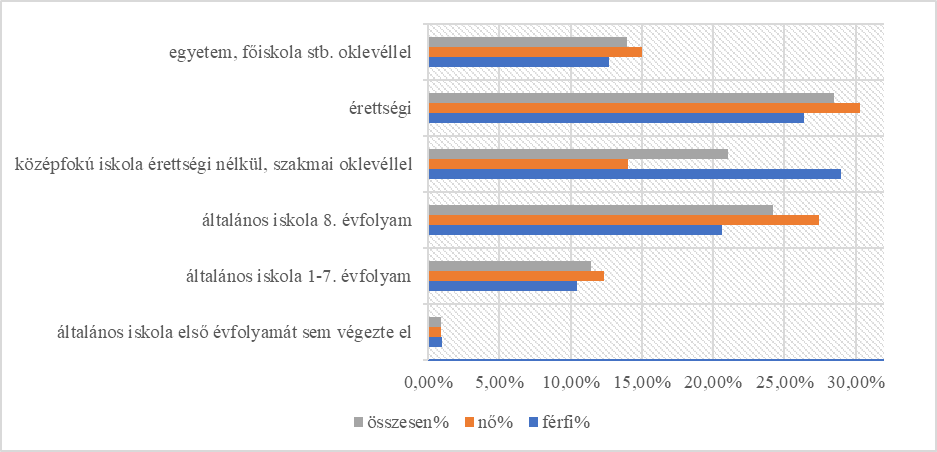 egyetem, főiskola stb. oklevéllel
érettségi
középfokú iskola érettségi nélkül, szakmai oklevéllel
általános iskola 8. évfolyam
általános iskola 1-7. évfolyam
általános iskola első évfolyamát sem végezte el
0,00% 5,00% 10,00% 15,00% 20,00% 25,00% 30,00%
összesen% nő% férfi%